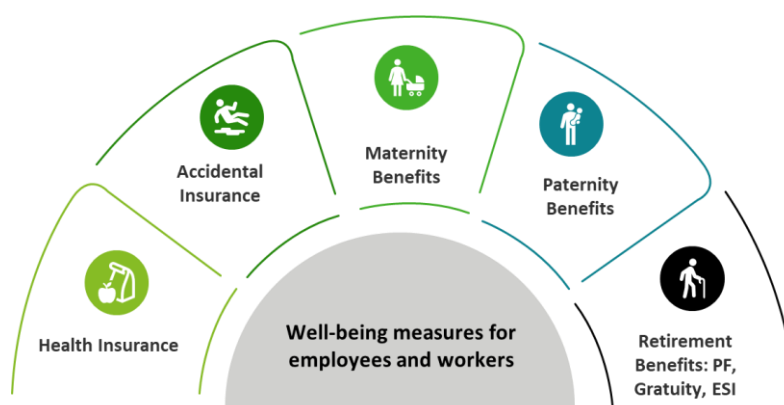 Health Insurance
Accidental
Insurance
Maternity
Benefits
Paternity
Benefits
Retirement
Benefits: PF,
Gratuity, ESI
Well-being measures for
employees and workers